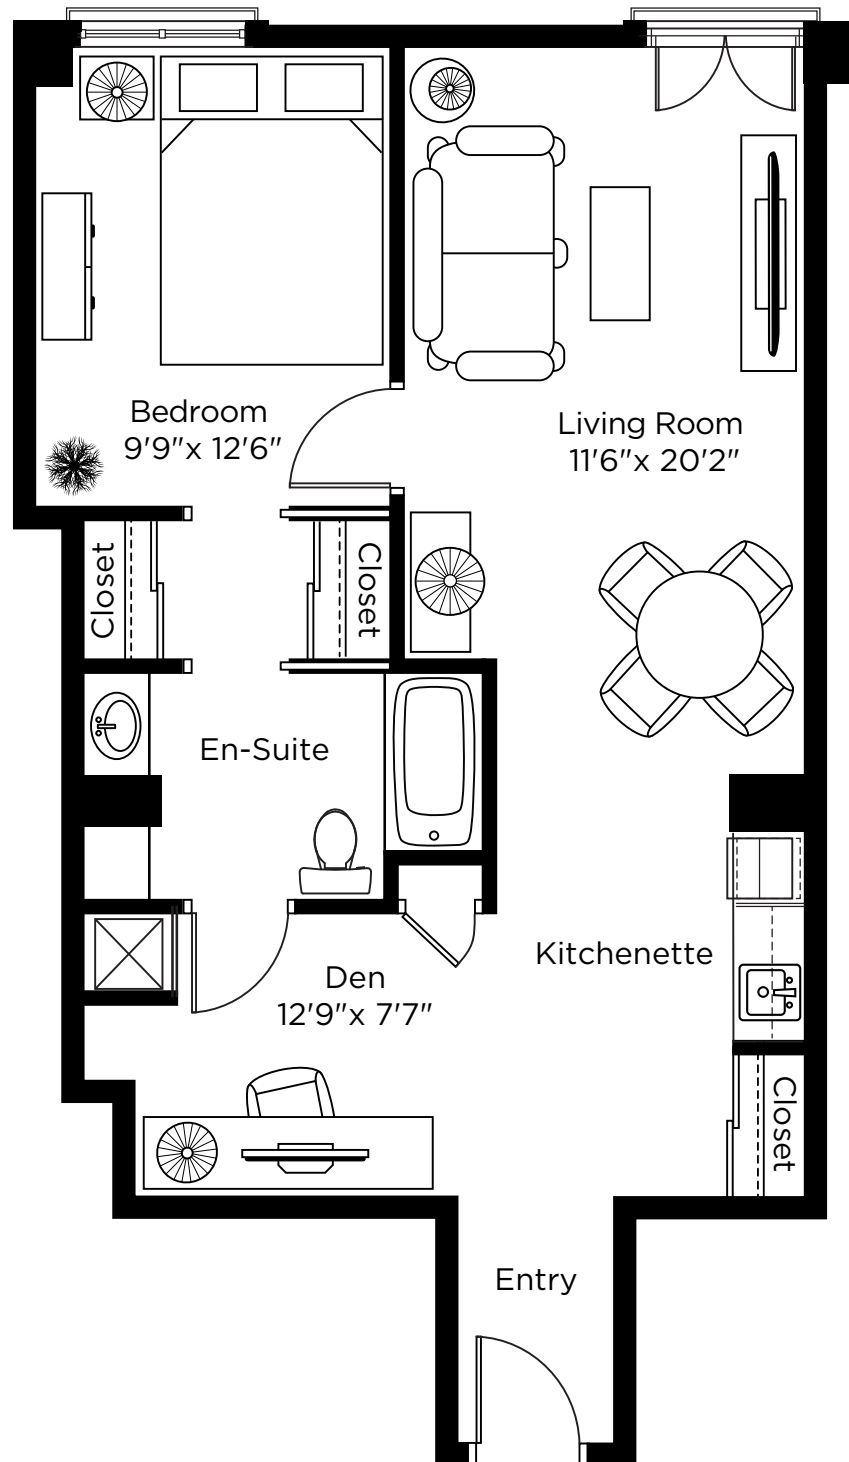 Bedroom
9'9"x 12'6"
Living Room
11'6"x 20'2"
Closet
Closet
En-Suite
Kitchenette
Den
12'9"x 7'7"
Closet
Entry